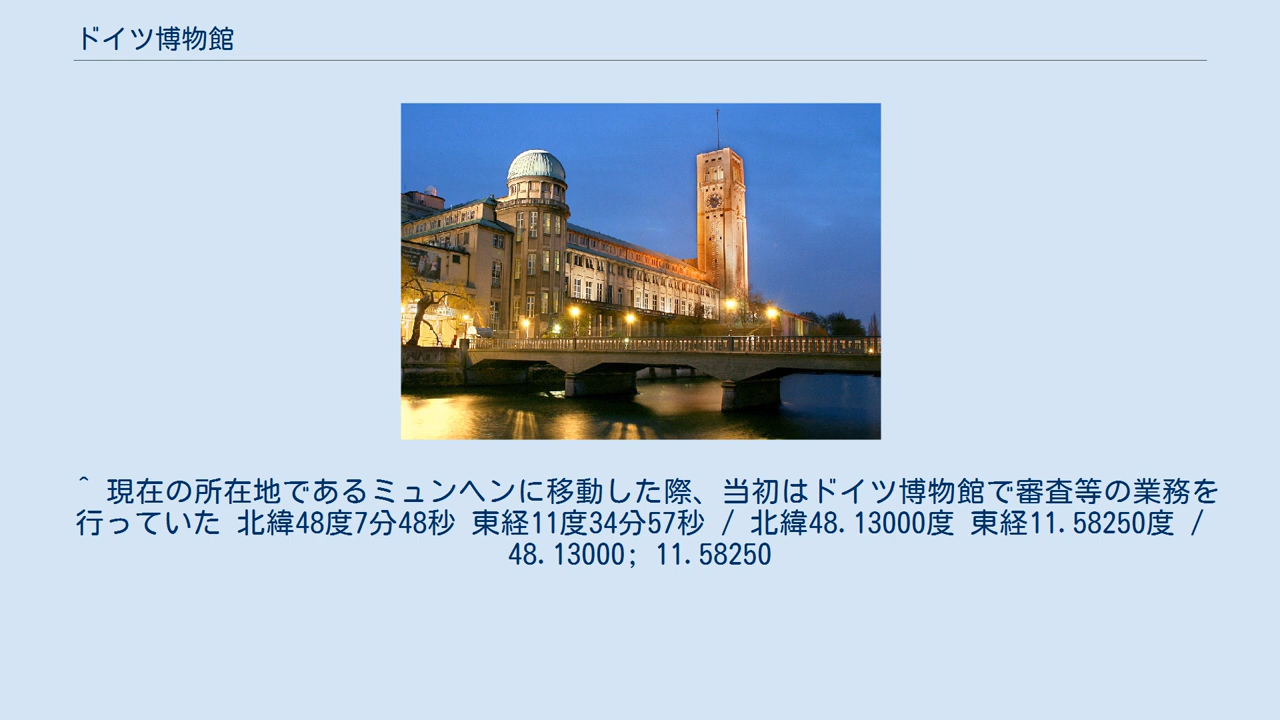 ドイツ博物館
^ 現在の所在地であるミュンヘンに移動した際、当初はドイツ博物館で審査等の業務を
行っていた 北緯48度7分48秒 東経11度34分57秒 / 北緯48.13000度 東経11.58250度 /
48.13000; 11.58250